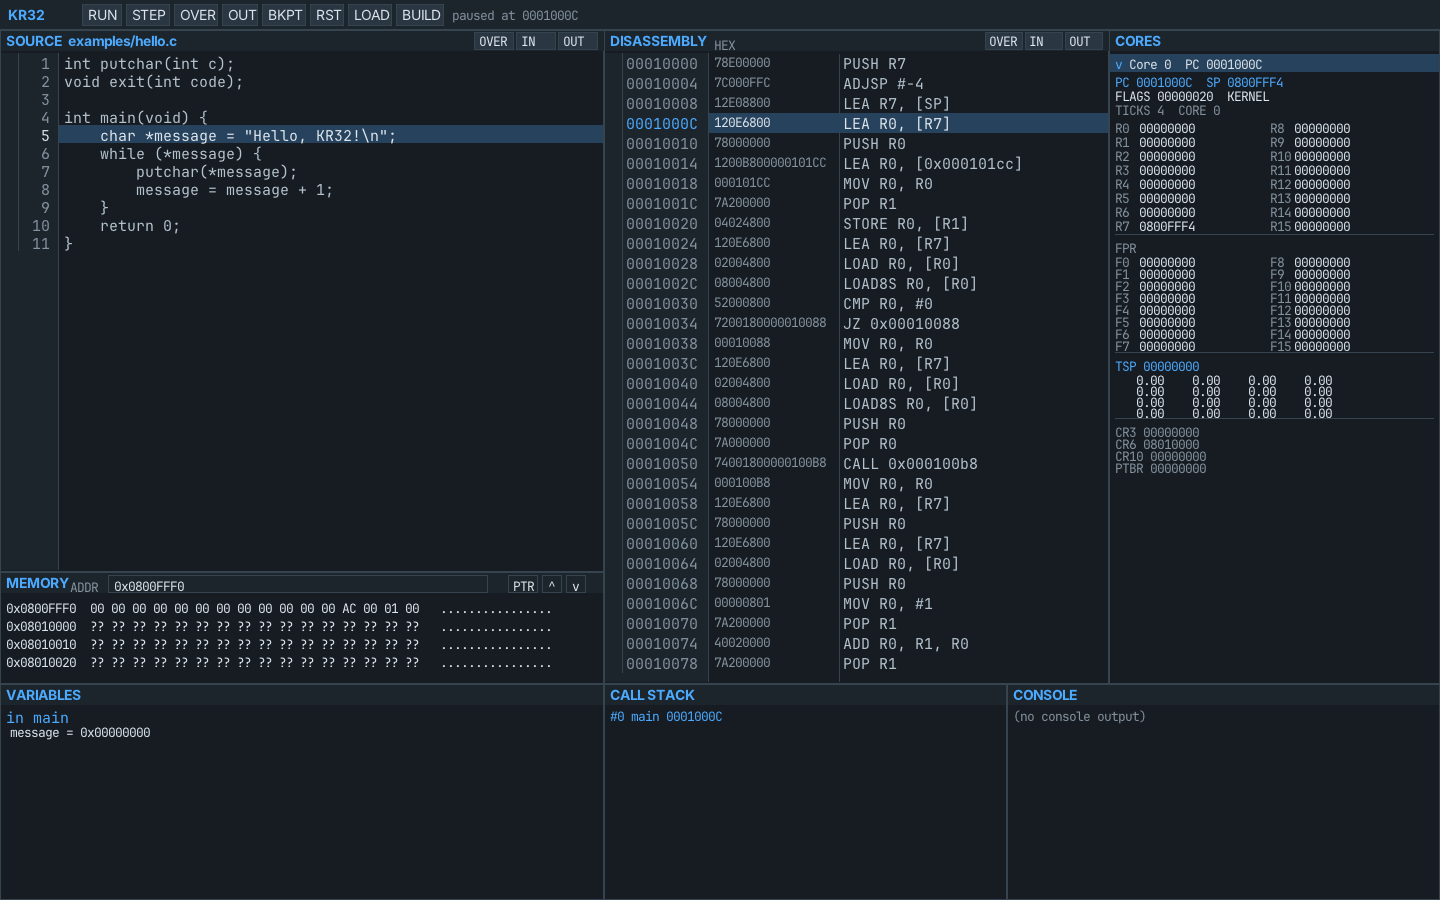 KR32 RUN STEP OVER OUT BKPT RST LOAD BUILD paused at 0001000C
SOURCE examples/hello.c OVER IN OUT
1 int putchar(int c);
2 void exit(int code);
3
4 int main(void) {
5     char *message = "Hello, KR32!\n";
6     while (*message) {
7         putchar(*message);
8         message = message + 1;
9     }
10     return 0;
11 }
MEMORY ADDR 0x0800FFF0 PTR ^ v
0x0800FFF0 00 00 00 00 00 00 00 00 00 00 00 00 AC 00 01 00 ................
0x08010000 ?? ?? ?? ?? ?? ?? ?? ?? ?? ?? ?? ?? ?? ?? ?? ?? ................
0x08010010 ?? ?? ?? ?? ?? ?? ?? ?? ?? ?? ?? ?? ?? ?? ?? ?? ................
0x08010020 ?? ?? ?? ?? ?? ?? ?? ?? ?? ?? ?? ?? ?? ?? ?? ?? ................
DISASSEMBLY HEX OVER IN OUT
00010000 78E00000 PUSH R7
00010004 7C000FFC ADJSP #-4
00010008 12E08800 LEA R7, [SP]
0001000C 120E6800 LEA R0, [R7]
00010010 78000000 PUSH R0
00010014 1200B800000101CC LEA R0, [0x000101cc]
00010018 000101CC MOV R0, R0
0001001C 7A200000 POP R1
00010020 04024800 STORE R0, [R1]
00010024 120E6800 LEA R0, [R7]
00010028 02004800 LOAD R0, [R0]
0001002C 08004800 LOAD8S R0, [R0]
00010030 52000800 CMP R0, #0
00010034 7200180000010088 JZ 0x00010088
00010038 00010088 MOV R0, R0
0001003C 120E6800 LEA R0, [R7]
00010040 02004800 LOAD R0, [R0]
00010044 08004800 LOAD8S R0, [R0]
00010048 78000000 PUSH R0
0001004C 7A000000 POP R0
00010050 74001800000100B8 CALL 0x000100b8
00010054 000100B8 MOV R0, R0
00010058 120E6800 LEA R0, [R7]
0001005C 78000000 PUSH R0
00010060 120E6800 LEA R0, [R7]
00010064 02004800 LOAD R0, [R0]
00010068 78000000 PUSH R0
0001006C 00000801 MOV R0, #1
00010070 7A200000 POP R1
00010074 40020000 ADD R0, R1, R0
00010078 7A200000 POP R1
CORES
v Core 0 PC 0001000C
PC 0001000C SP 0800FFF4
FLAGS 00000020 KERNEL
TICKS 4 CORE 0
R0 00000000 R8 00000000
R1 00000000 R9 00000000
R2 00000000 R10 00000000
R3 00000000 R11 00000000
R4 00000000 R12 00000000
R5 00000000 R13 00000000
R6 00000000 R14 00000000
R7 0800FFF4 R15 00000000
FPR
F0 00000000 F8 00000000
F1 00000000 F9 00000000
F2 00000000 F10 00000000
F3 00000000 F11 00000000
F4 00000000 F12 00000000
F5 00000000 F13 00000000
F6 00000000 F14 00000000
F7 00000000 F15 00000000
TSP 00000000
0.00 0.00 0.00 0.00
0.00 0.00 0.00 0.00
0.00 0.00 0.00 0.00
0.00 0.00 0.00 0.00
CR3 00000000
CR6 08010000
CR10 00000000
PTBR 00000000
VARIABLES
in main
message = 0x00000000
CALL STACK
#0 main 0001000C
CONSOLE
(no console output)